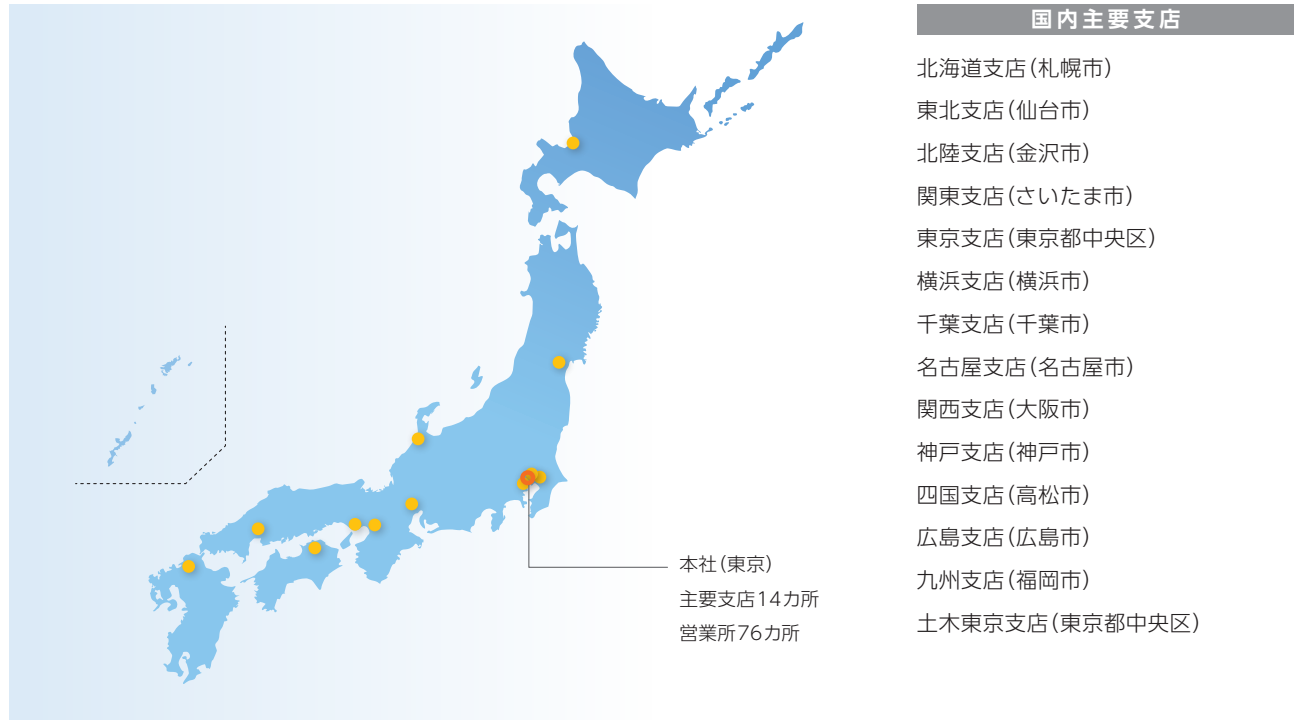 国内主要支店
北海道支店(札幌市)
東北支店(仙台市)
北陸支店(金沢市)
関東支店(さいたま市)
東京支店(東京都中央区)
横浜支店(横浜市)
千葉支店(千葉市)
名古屋支店(名古屋市)
関西支店(大阪市)
神戸支店(神戸市)
四国支店(高松市)
広島支店(広島市)
九州支店(福岡市)
土木東京支店(東京都中央区)
本社(東京)
主要支店14カ所
営業所76カ所